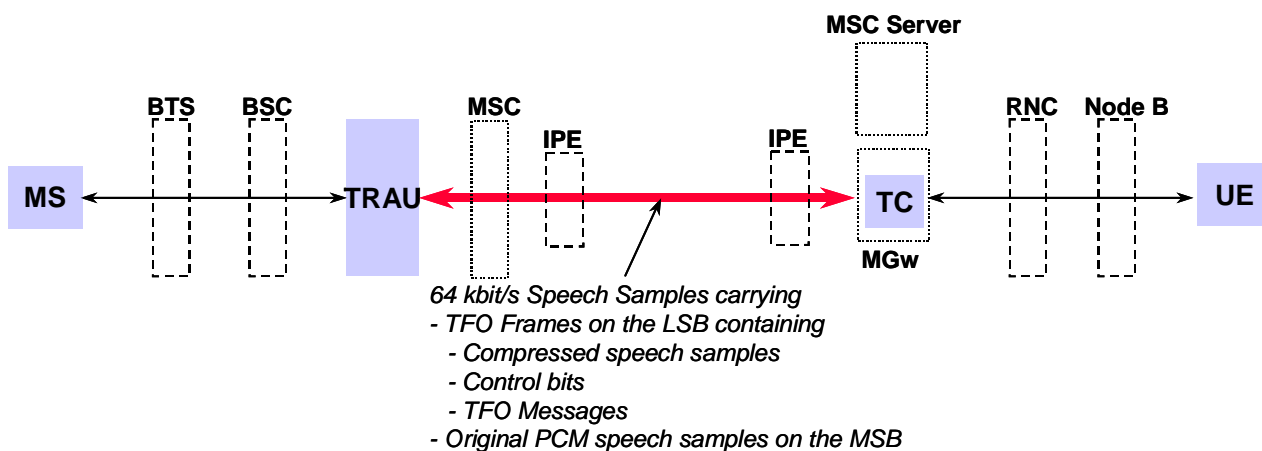 MSC Server
BTS BSC MSC RNC Node B
IPE IPE
MS TRAU TC UE
MGw
64 kbit/s Speech Samples carrying
- TFO Frames on the LSB containing
- Compressed speech samples
- Control bits
- TFO Messages
- Original PCM speech samples on the MSB